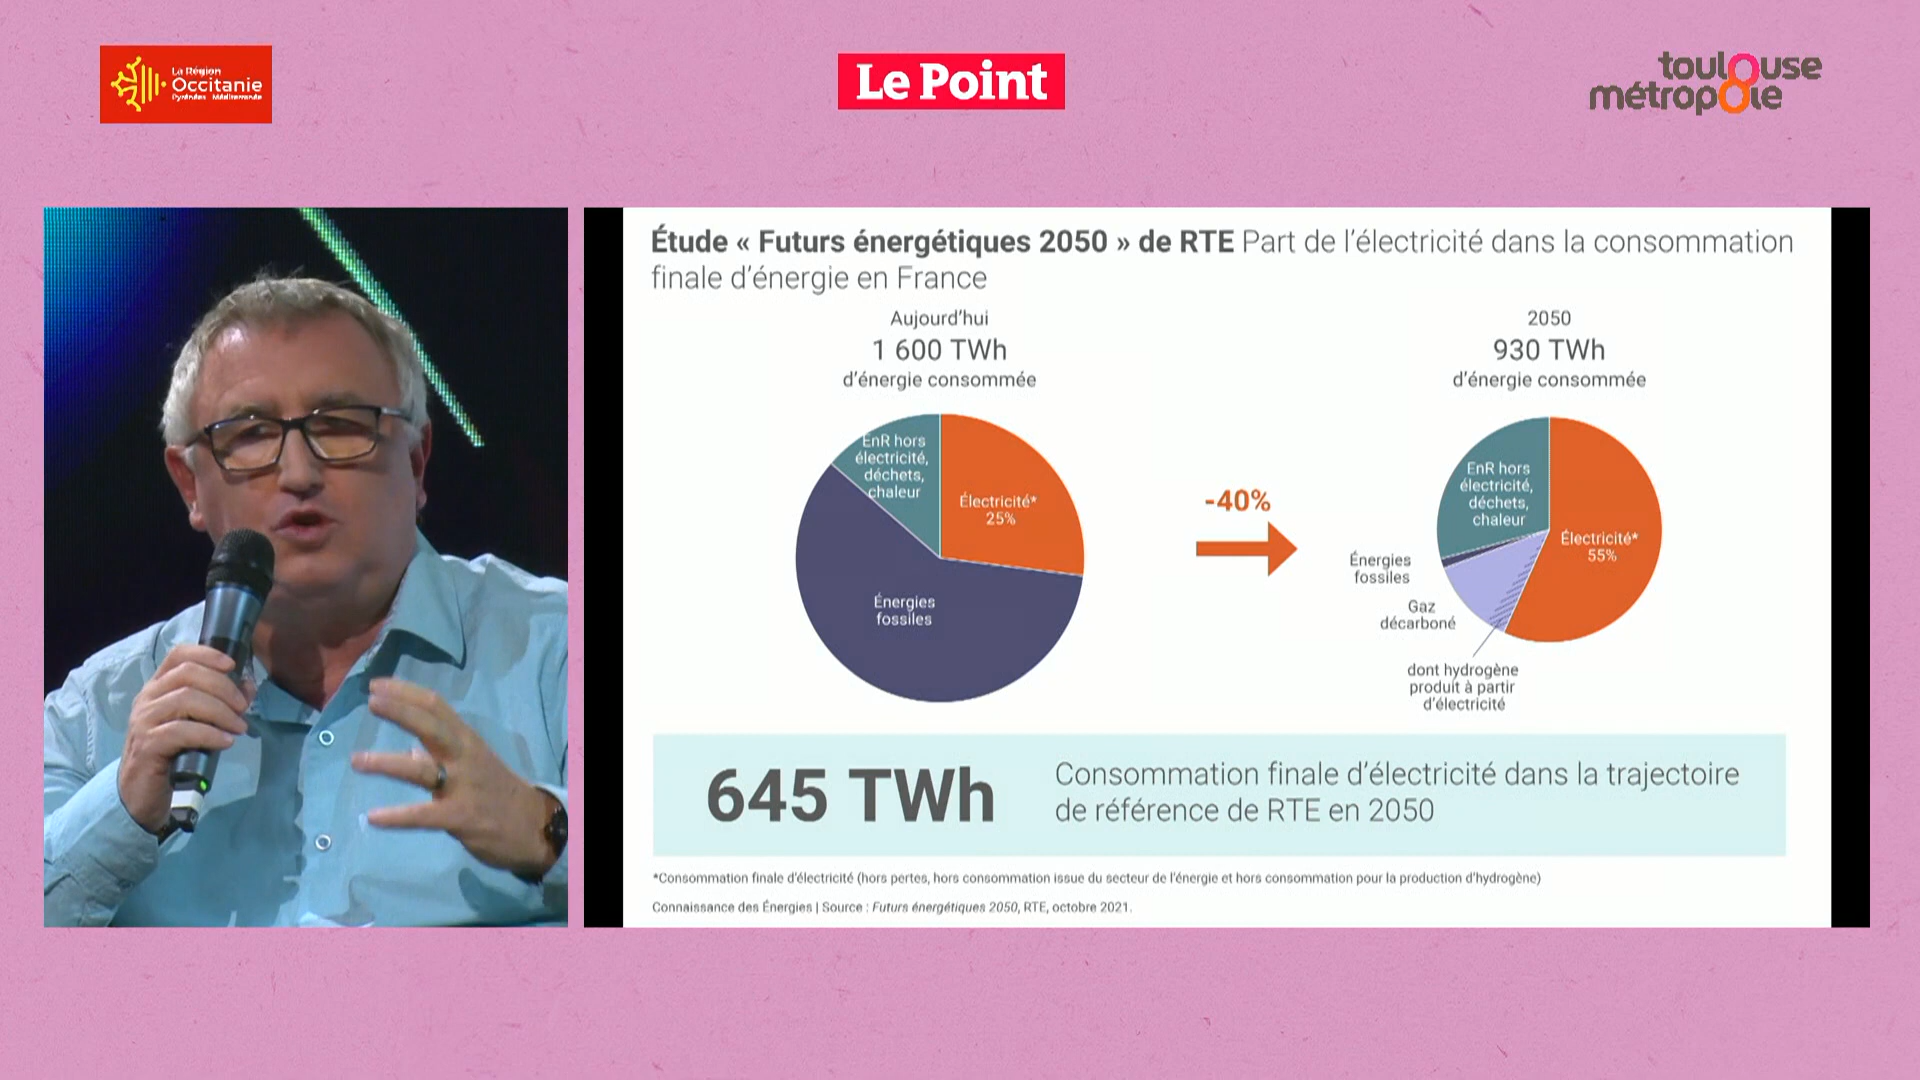 La Région
Occitanie
Pyrénées Méditerranée
Le Point
toulouse
métropole
Étude « Futurs énergétiques 2050 » de RTE Part de l'électricité dans la consommation
finale d'énergie en France
Aujourd'hui
1 600 TWh
d'énergie consommée
EnR hors
électricité,
déchets,
chaleur
Électricité*
25%
Énergies
fossiles
-40%
2050
930 TWh
d'énergie consommée
EnR hors
électricité,
déchets,
chaleur
Électricité*
55%
Énergies
fossiles
Gaz
décarboné
dont hydrogène
produit à partir
d'électricité
645 TWh
Consommation finale d'électricité dans la trajectoire
de référence de RTE en 2050
*Consommation finale d'électricité (hors pertes, hors consommation issue du secteur de l'énergie et hors consommation pour la production d'hydrogène)
Connaissance des Énergies | Source : Futurs énergétiques 2050, RTE, octobre 2021.